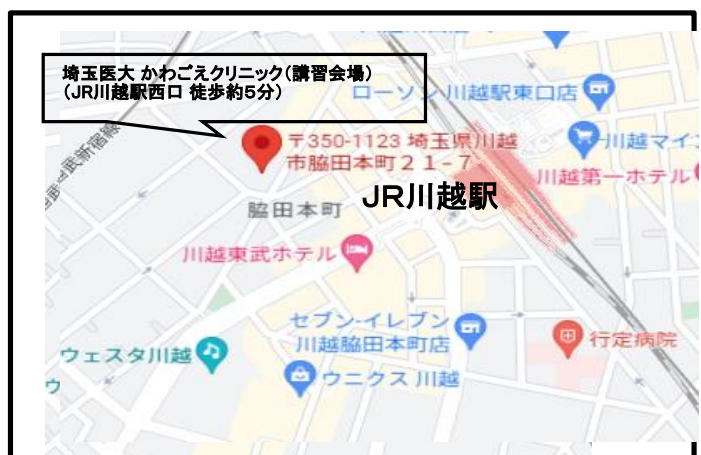 埼玉医大 かわごえクリニック（講習会場）
（JR川越駅西口 徒歩約5分）
ローソン 川越駅東口店
〒350-1123 埼玉県川越
市脇田本町２１−７
川越マイン
川越第一ホテル
JR川越駅
脇田本町
川越東武ホテル
セブン-イレブン
川越脇田本町店
行定病院
ウェスタ川越
ウ
ウニクス 川越